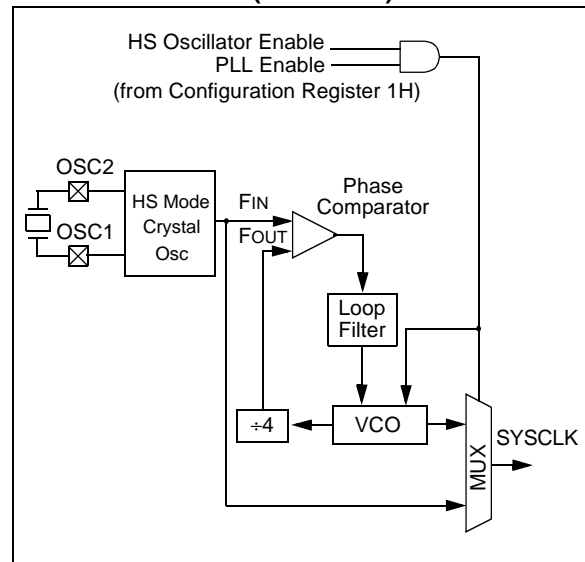 HS Oscillator Enable
PLL Enable
(from Configuration Register 1H)
OSC2
OSC1
HS Mode
Crystal
Osc
FIN
FOUT
Phase
Comparator
Loop
Filter
÷4
VCO
MUX
SYSCLK